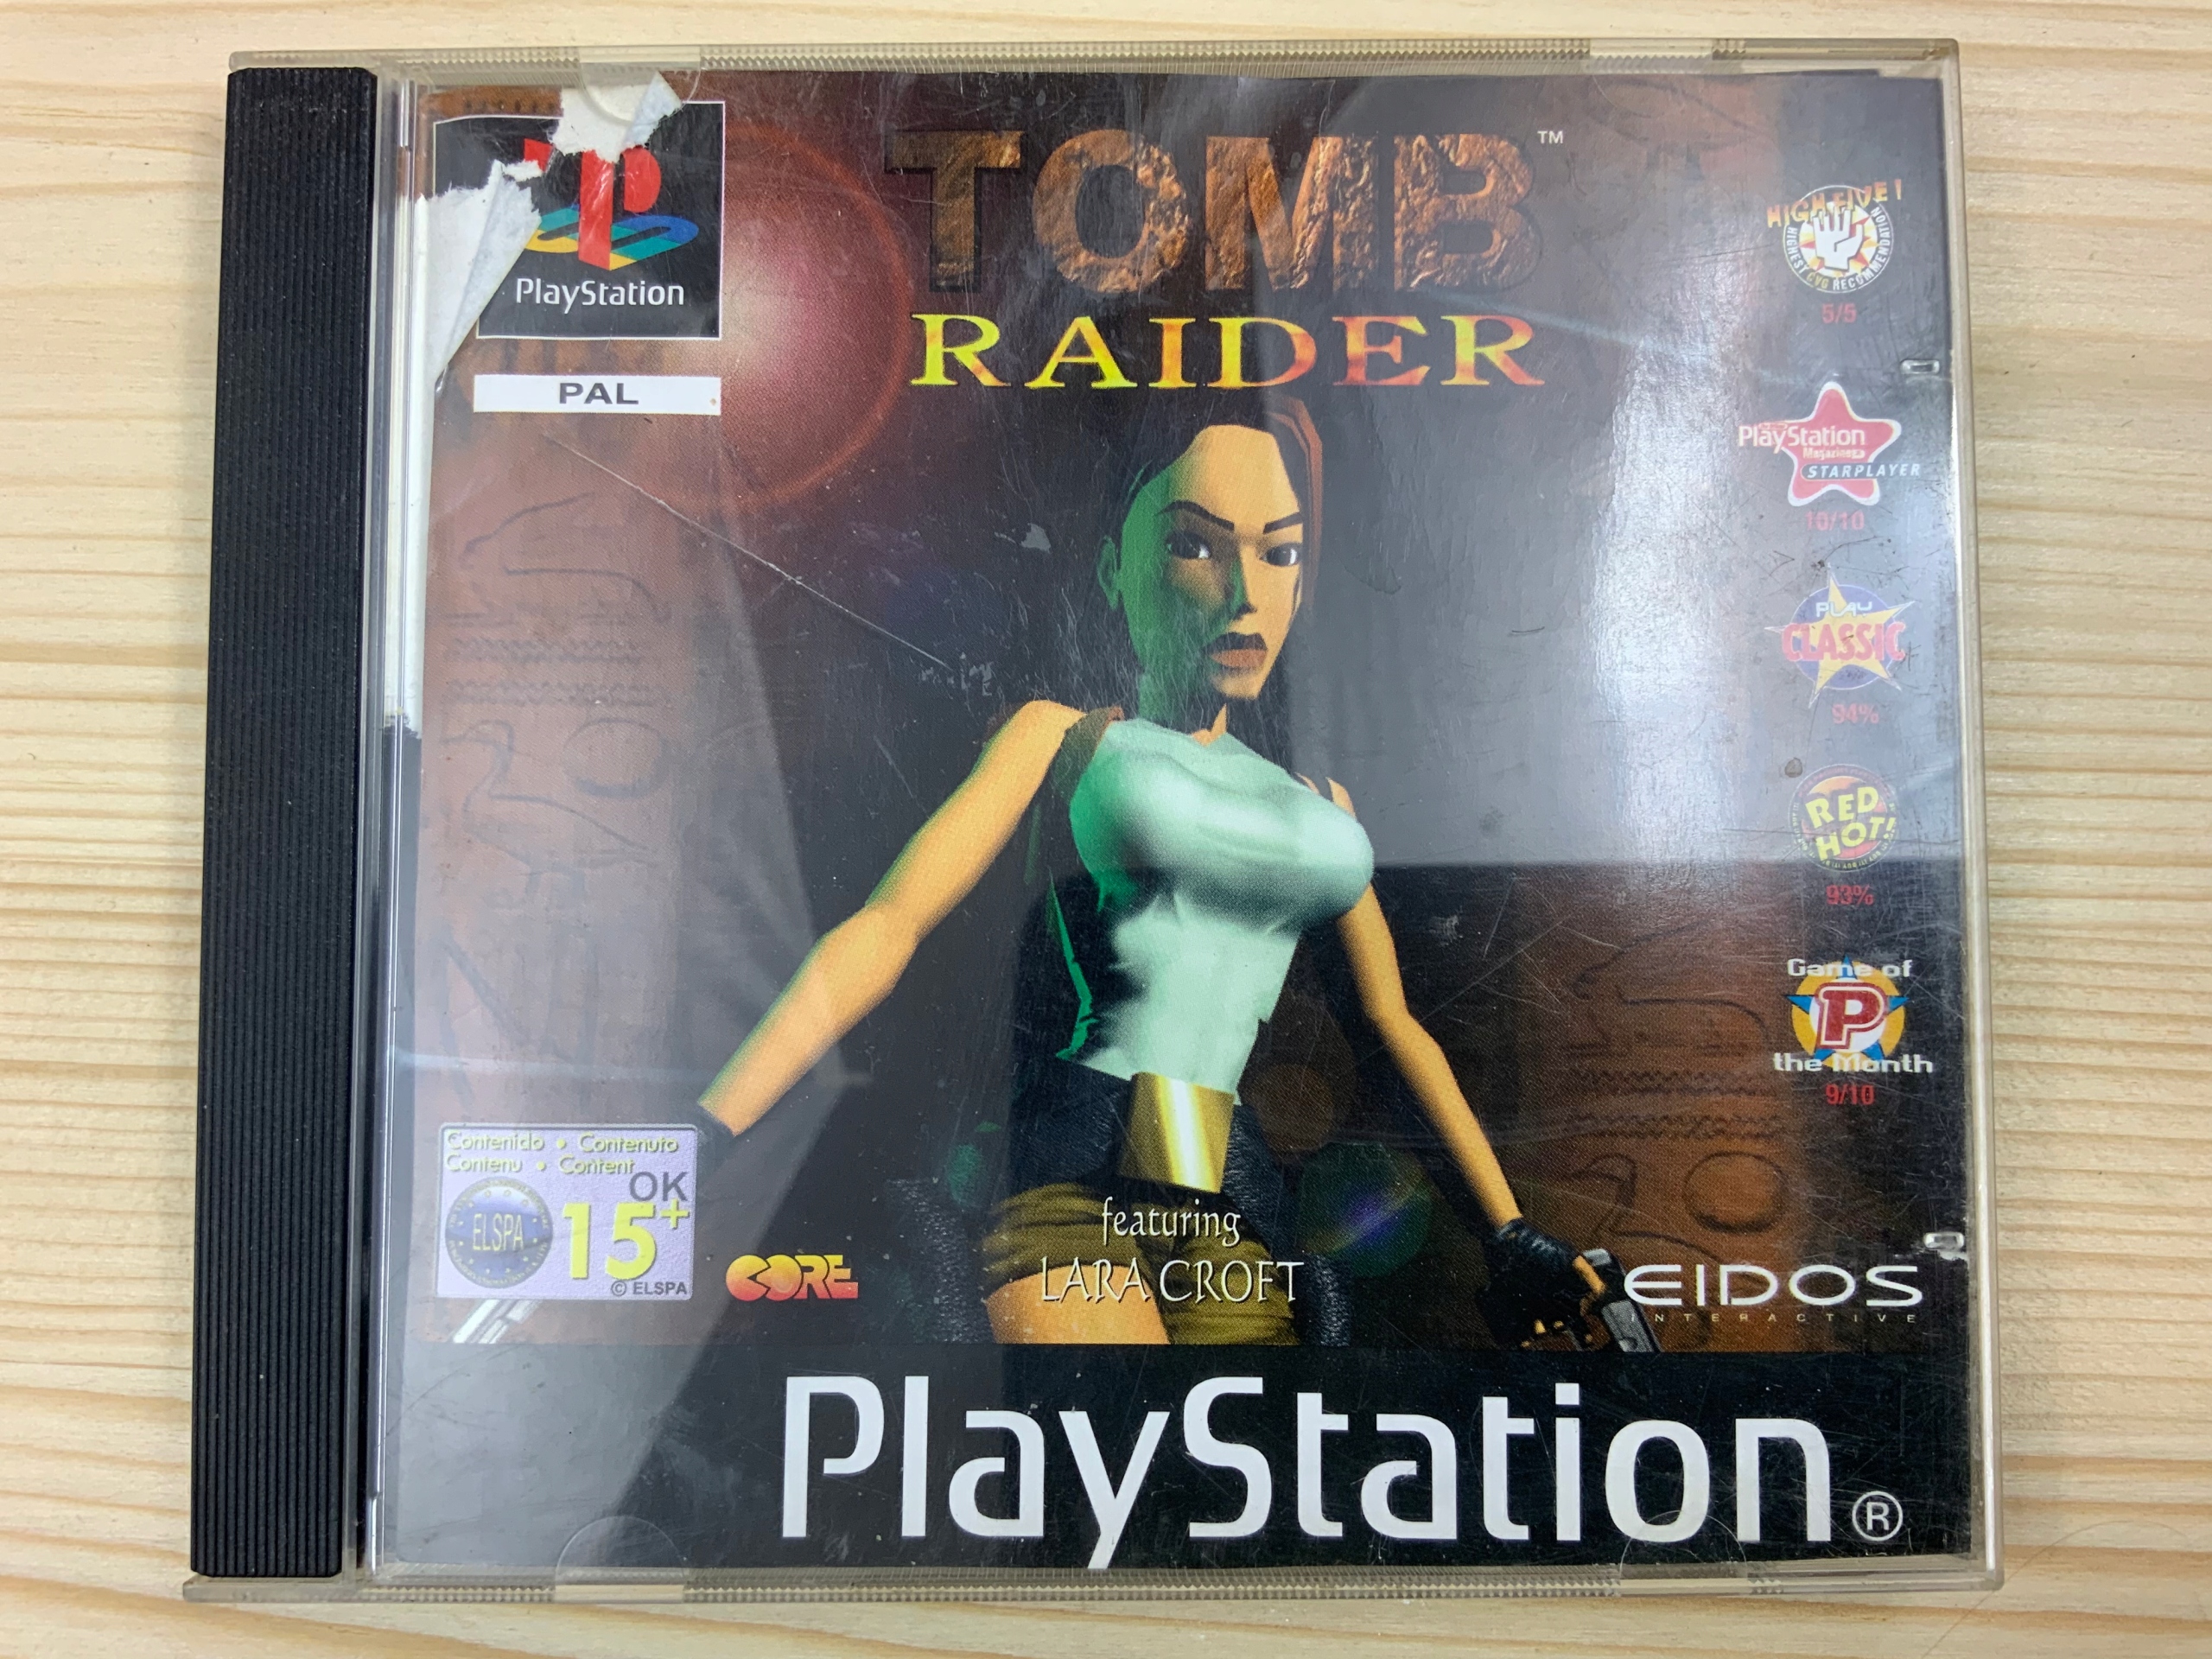 PlayStation
PAL
TOMB™
RAIDER
HIGH FIVE!
HIGHEST CVG RECOMMENDATION
5/5
PlayStation
Magazine
STARPLAYER
10/10
PLAY
CLASSIC
94%
RED
HOT!
93%
Game of
P
the Month
9/10
Contenido • Contenuto
Contenu • Content
OK
ELSPA
15+
© ELSPA
CORE
featuring
LARA CROFT
EIDOS
INTERACTIVE
PlayStation®